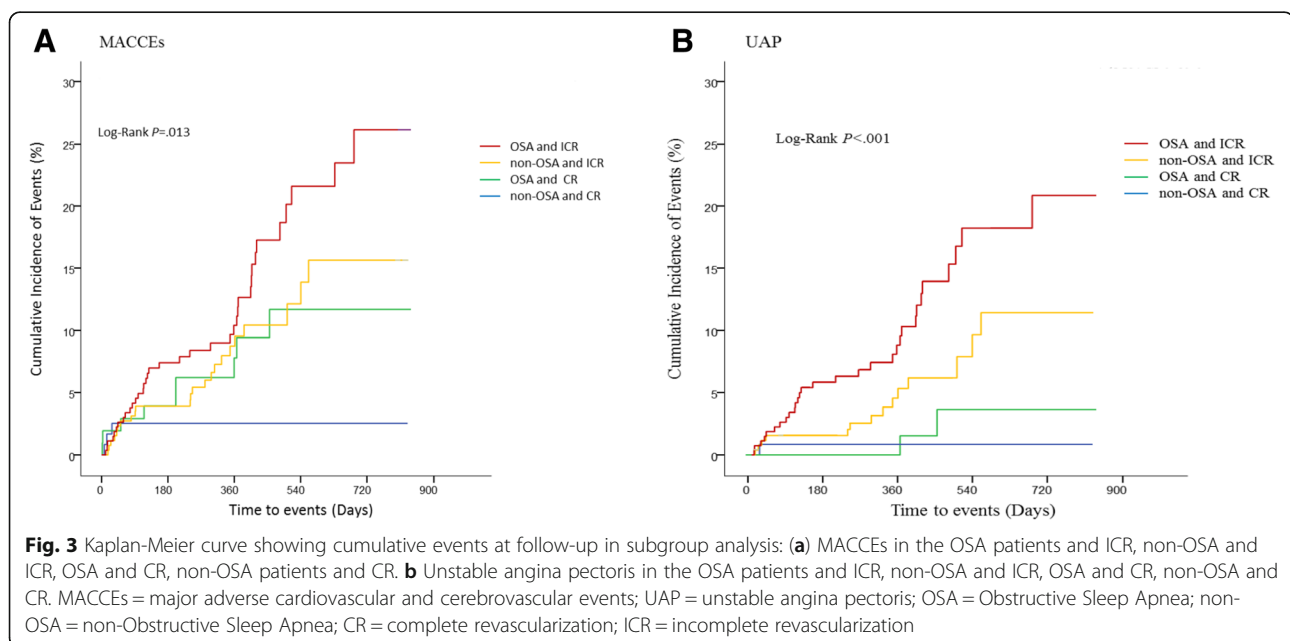 A
MACCEs
30
25
20
15
10
5
0
Cumulative Incidence of Events (%)
Log-Rank P=.013
OSA and ICR
non-OSA and ICR
OSA and CR
non-OSA and CR
0 180 360 540 720 900
Time to events (Days)
B
UAP
30
25
20
15
10
5
0
Cumulative Incidence of Events (%)
Log-Rank P<.001
OSA and ICR
non-OSA and ICR
OSA and CR
non-OSA and CR
0 180 360 540 720 900
Time to events (Days)
Fig. 3 Kaplan-Meier curve showing cumulative events at follow-up in subgroup analysis: (a) MACCEs in the OSA patients and ICR, non-OSA and
ICR, OSA and CR, non-OSA patients and CR. b Unstable angina pectoris in the OSA patients and ICR, non-OSA and ICR, OSA and CR, non-OSA and
CR. MACCEs = major adverse cardiovascular and cerebrovascular events; UAP = unstable angina pectoris; OSA = Obstructive Sleep Apnea; non-
OSA = non-Obstructive Sleep Apnea; CR = complete revascularization; ICR = incomplete revascularization